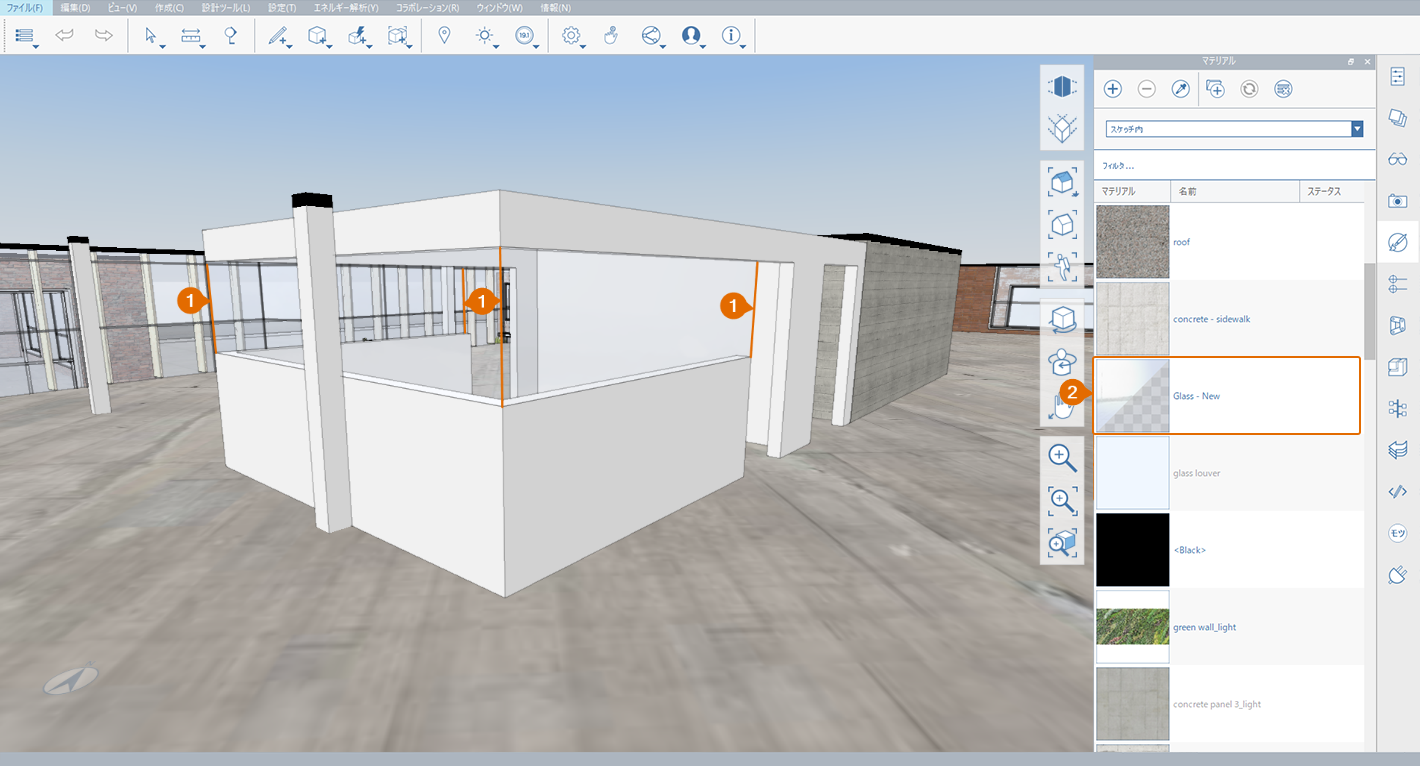 ファイル(F) 編集(D) ビュー(V) 作成(C) 設計ツール(L) 設定(T) エネルギー解析(Y) コラボレーション(R) ウィンドウ(W) 情報(N)
19.1
マテリアル
スケッチ内
フィルタ...
マテリアル 名前 ステータス
roof
concrete - sidewalk
1
1
1
2
Glass - New
glass louver
<Black>
green wall_light
concrete panel 3_light
モツ